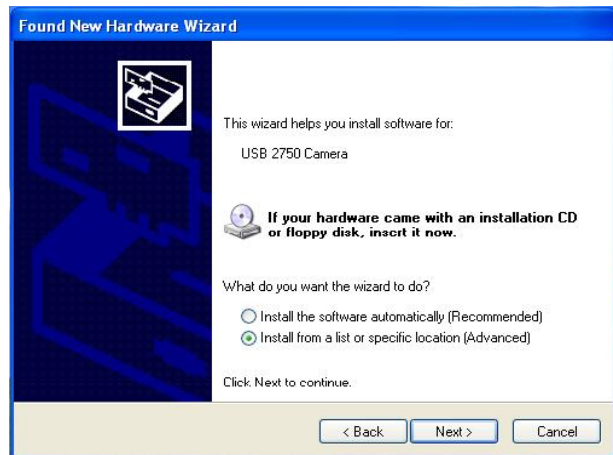 Found New Hardware Wizard
This wizard helps you install software for:
USB 2750 Camera
If your hardware came with an installation CD
or floppy disk, insert it now.
What do you want the wizard to do?
Install the software automatically (Recommended)
Install from a list or specific location (Advanced)
Click Next to continue.
< Back Next > Cancel